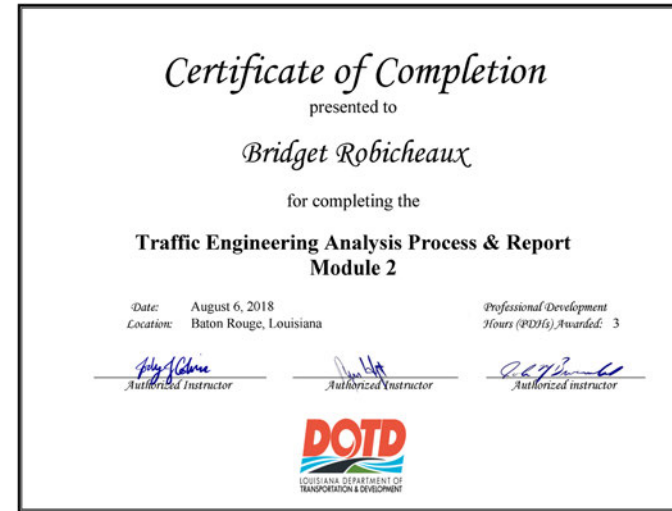 Certificate of Completion
presented to
Bridget Robicheaux
for completing the
Traffic Engineering Analysis Process & Report
Module 2
Date: August 6, 2018
Location: Baton Rouge, Louisiana
Professional Development
Hours (PDHs) Awarded: 3
Authorized Instructor
Authorized Instructor
Authorized instructor
DOTD
LOUISIANA DEPARTMENT OF
TRANSPORTATION & DEVELOPMENT